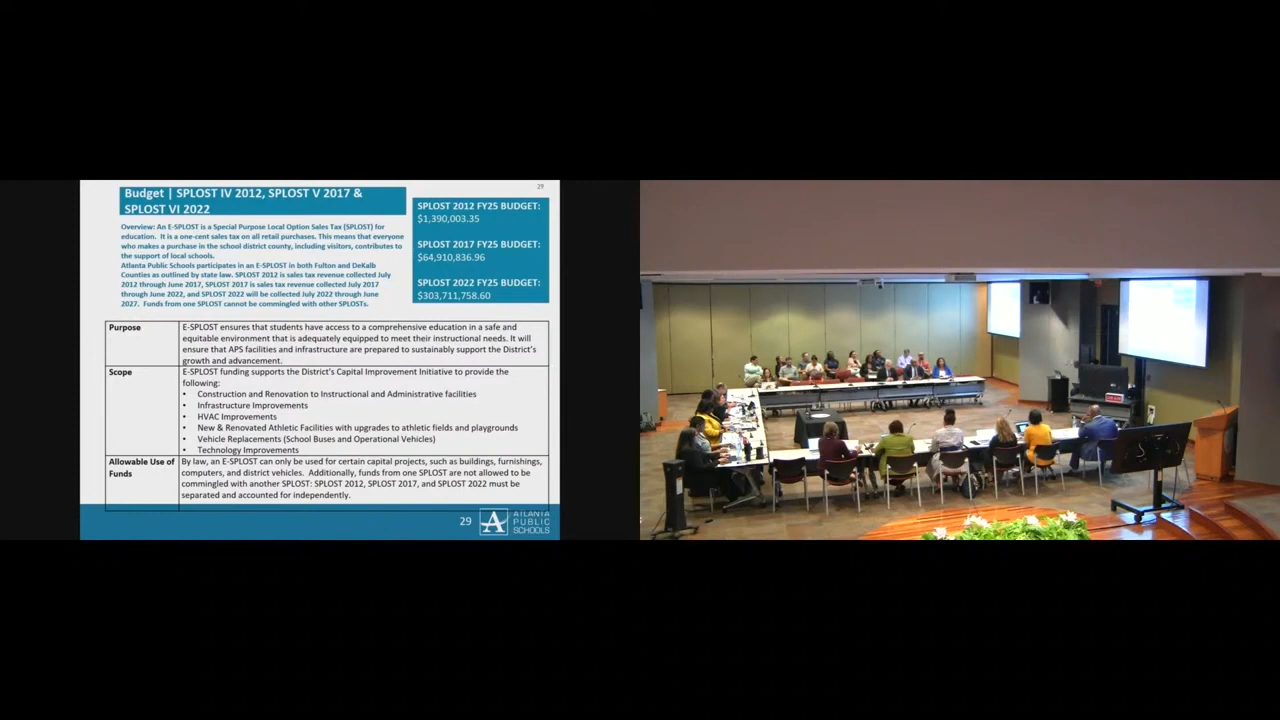 29
Budget | SPLOST IV 2012, SPLOST V 2017 &
SPLOST VI 2022
Overview: An E-SPLOST is a Special Purpose Local Option Sales Tax (SPLOST) for
education.  It is a one-cent sales tax on all retail purchases. This means that everyone
who makes a purchase in the school district county, including visitors, contributes to
the support of local schools.
Atlanta Public Schools participates in an E-SPLOST in both Fulton and DeKalb
Counties as outlined by state law. SPLOST 2012 is sales tax revenue collected July
2012 through June 2017, SPLOST 2017 is sales tax revenue collected July 2017
through June 2022, and SPLOST 2022 will be collected July 2022 through June
2027.  Funds from one SPLOST cannot be commingled with other SPLOSTs.
SPLOST 2012 FY25 BUDGET:
$1,390,003.35
SPLOST 2017 FY25 BUDGET:
$64,910,836.96
SPLOST 2022 FY25 BUDGET:
$303,711,758.60
Purpose
E-SPLOST ensures that students have access to a comprehensive education in a safe and
equitable environment that is adequately equipped to meet their instructional needs. It will
ensure that APS facilities and infrastructure are prepared to sustainably support the District's
growth and advancement.
Scope
E-SPLOST funding supports the District's Capital Improvement Initiative to provide the
following:
• Construction and Renovation to Instructional and Administrative facilities
• Infrastructure Improvements
• HVAC Improvements
• New & Renovated Athletic Facilities with upgrades to athletic fields and playgrounds
• Vehicle Replacements (School Buses and Operational Vehicles)
• Technology Improvements
Allowable Use of
Funds
By law, an E-SPLOST can only be used for certain capital projects, such as buildings, furnishings,
computers, and district vehicles.  Additionally, funds from one SPLOST are not allowed to be
commingled with another SPLOST: SPLOST 2012, SPLOST 2017, and SPLOST 2022 must be
separated and accounted for independently.
29
ATLANTA
PUBLIC
SCHOOLS